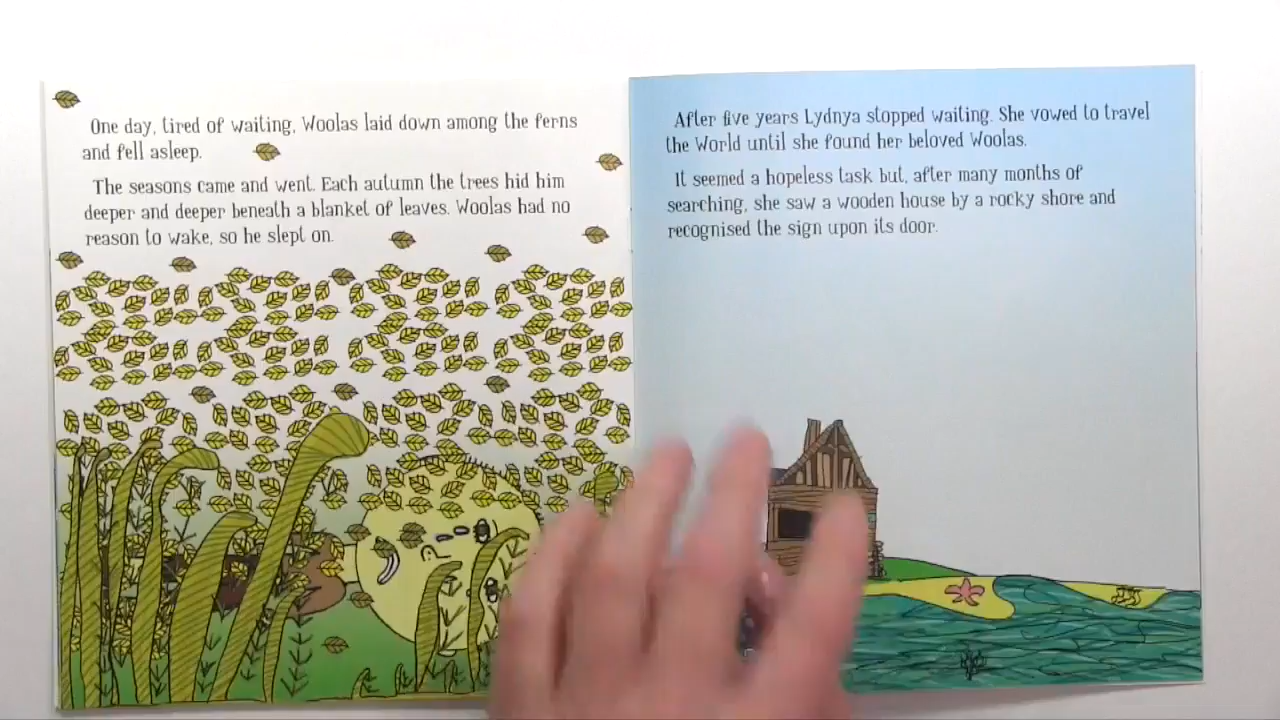 One day, tired of waiting, Woolas laid down among the ferns
and fell asleep.
The seasons came and went. Each autumn the trees hid him
deeper and deeper beneath a blanket of leaves. Woolas had no
reason to wake, so he slept on.
After five years Lydnya stopped waiting. She vowed to travel
the World until she found her beloved Woolas.
It seemed a hopeless task but, after many months of
searching, she saw a wooden house by a rocky shore and
recognised the sign upon its door.